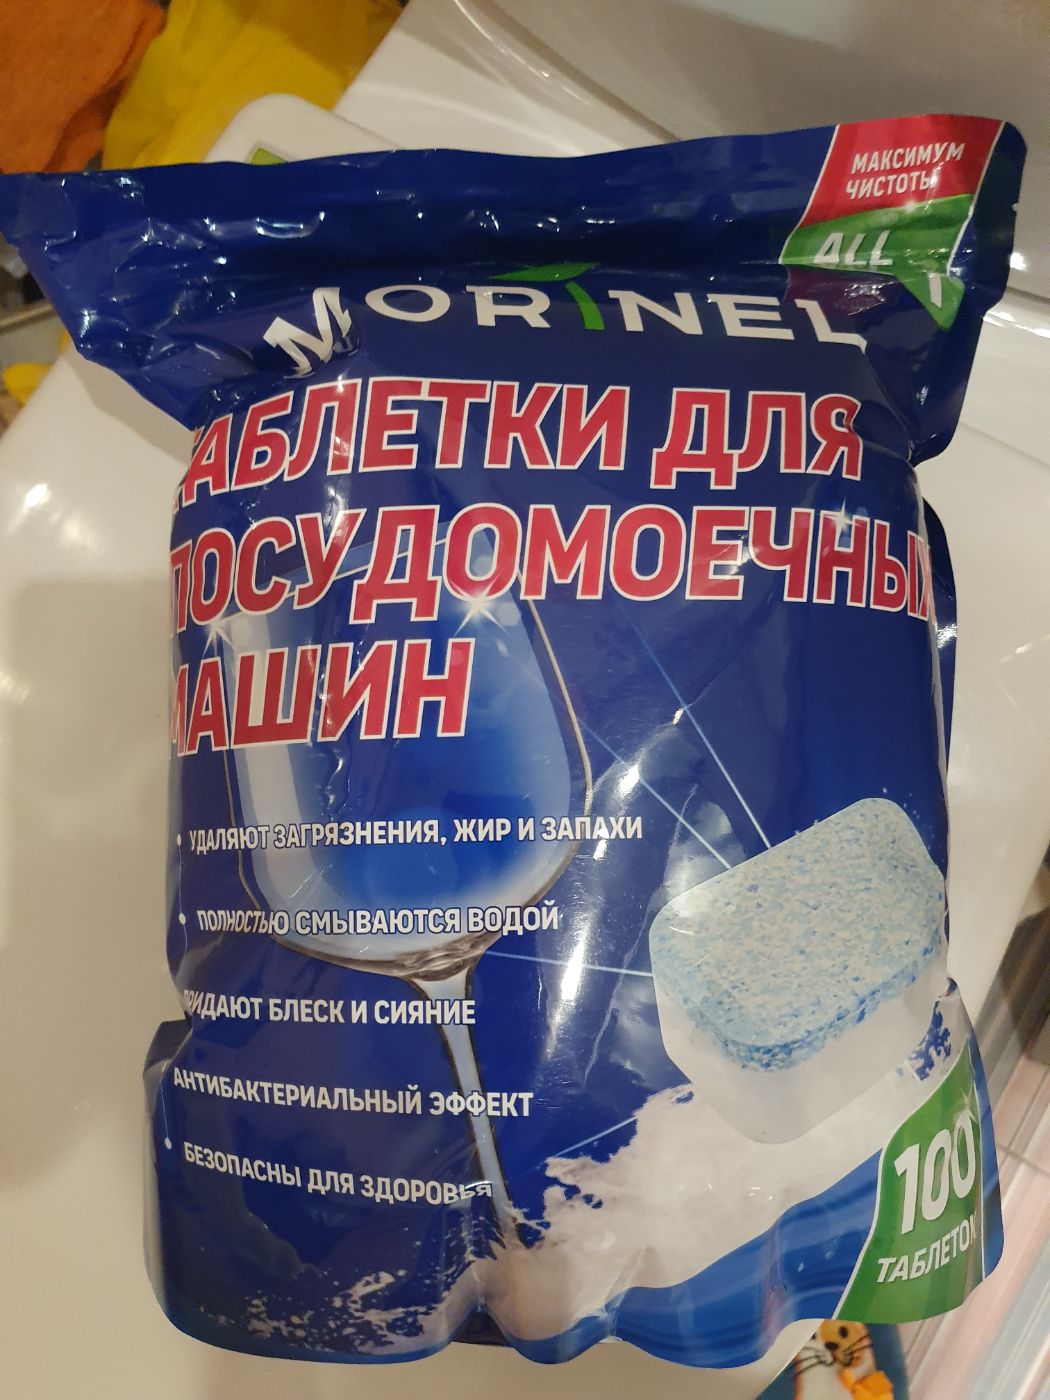 МАКСИМУМ
ЧИСТОТЫ
ALL
MORINEL
ТАБЛЕТКИ ДЛЯ
ПОСУДОМОЕЧНЫХ
МАШИН
• УДАЛЯЮТ ЗАГРЯЗНЕНИЯ, ЖИР И ЗАПАХИ
• ПОЛНОСТЬЮ СМЫВАЮТСЯ ВОДОЙ
ПРИДАЮТ БЛЕСК И СИЯНИЕ
АНТИБАКТЕРИАЛЬНЫЙ ЭФФЕКТ
• БЕЗОПАСНЫ ДЛЯ ЗДОРОВЬЯ
100
ТАБЛЕТОК